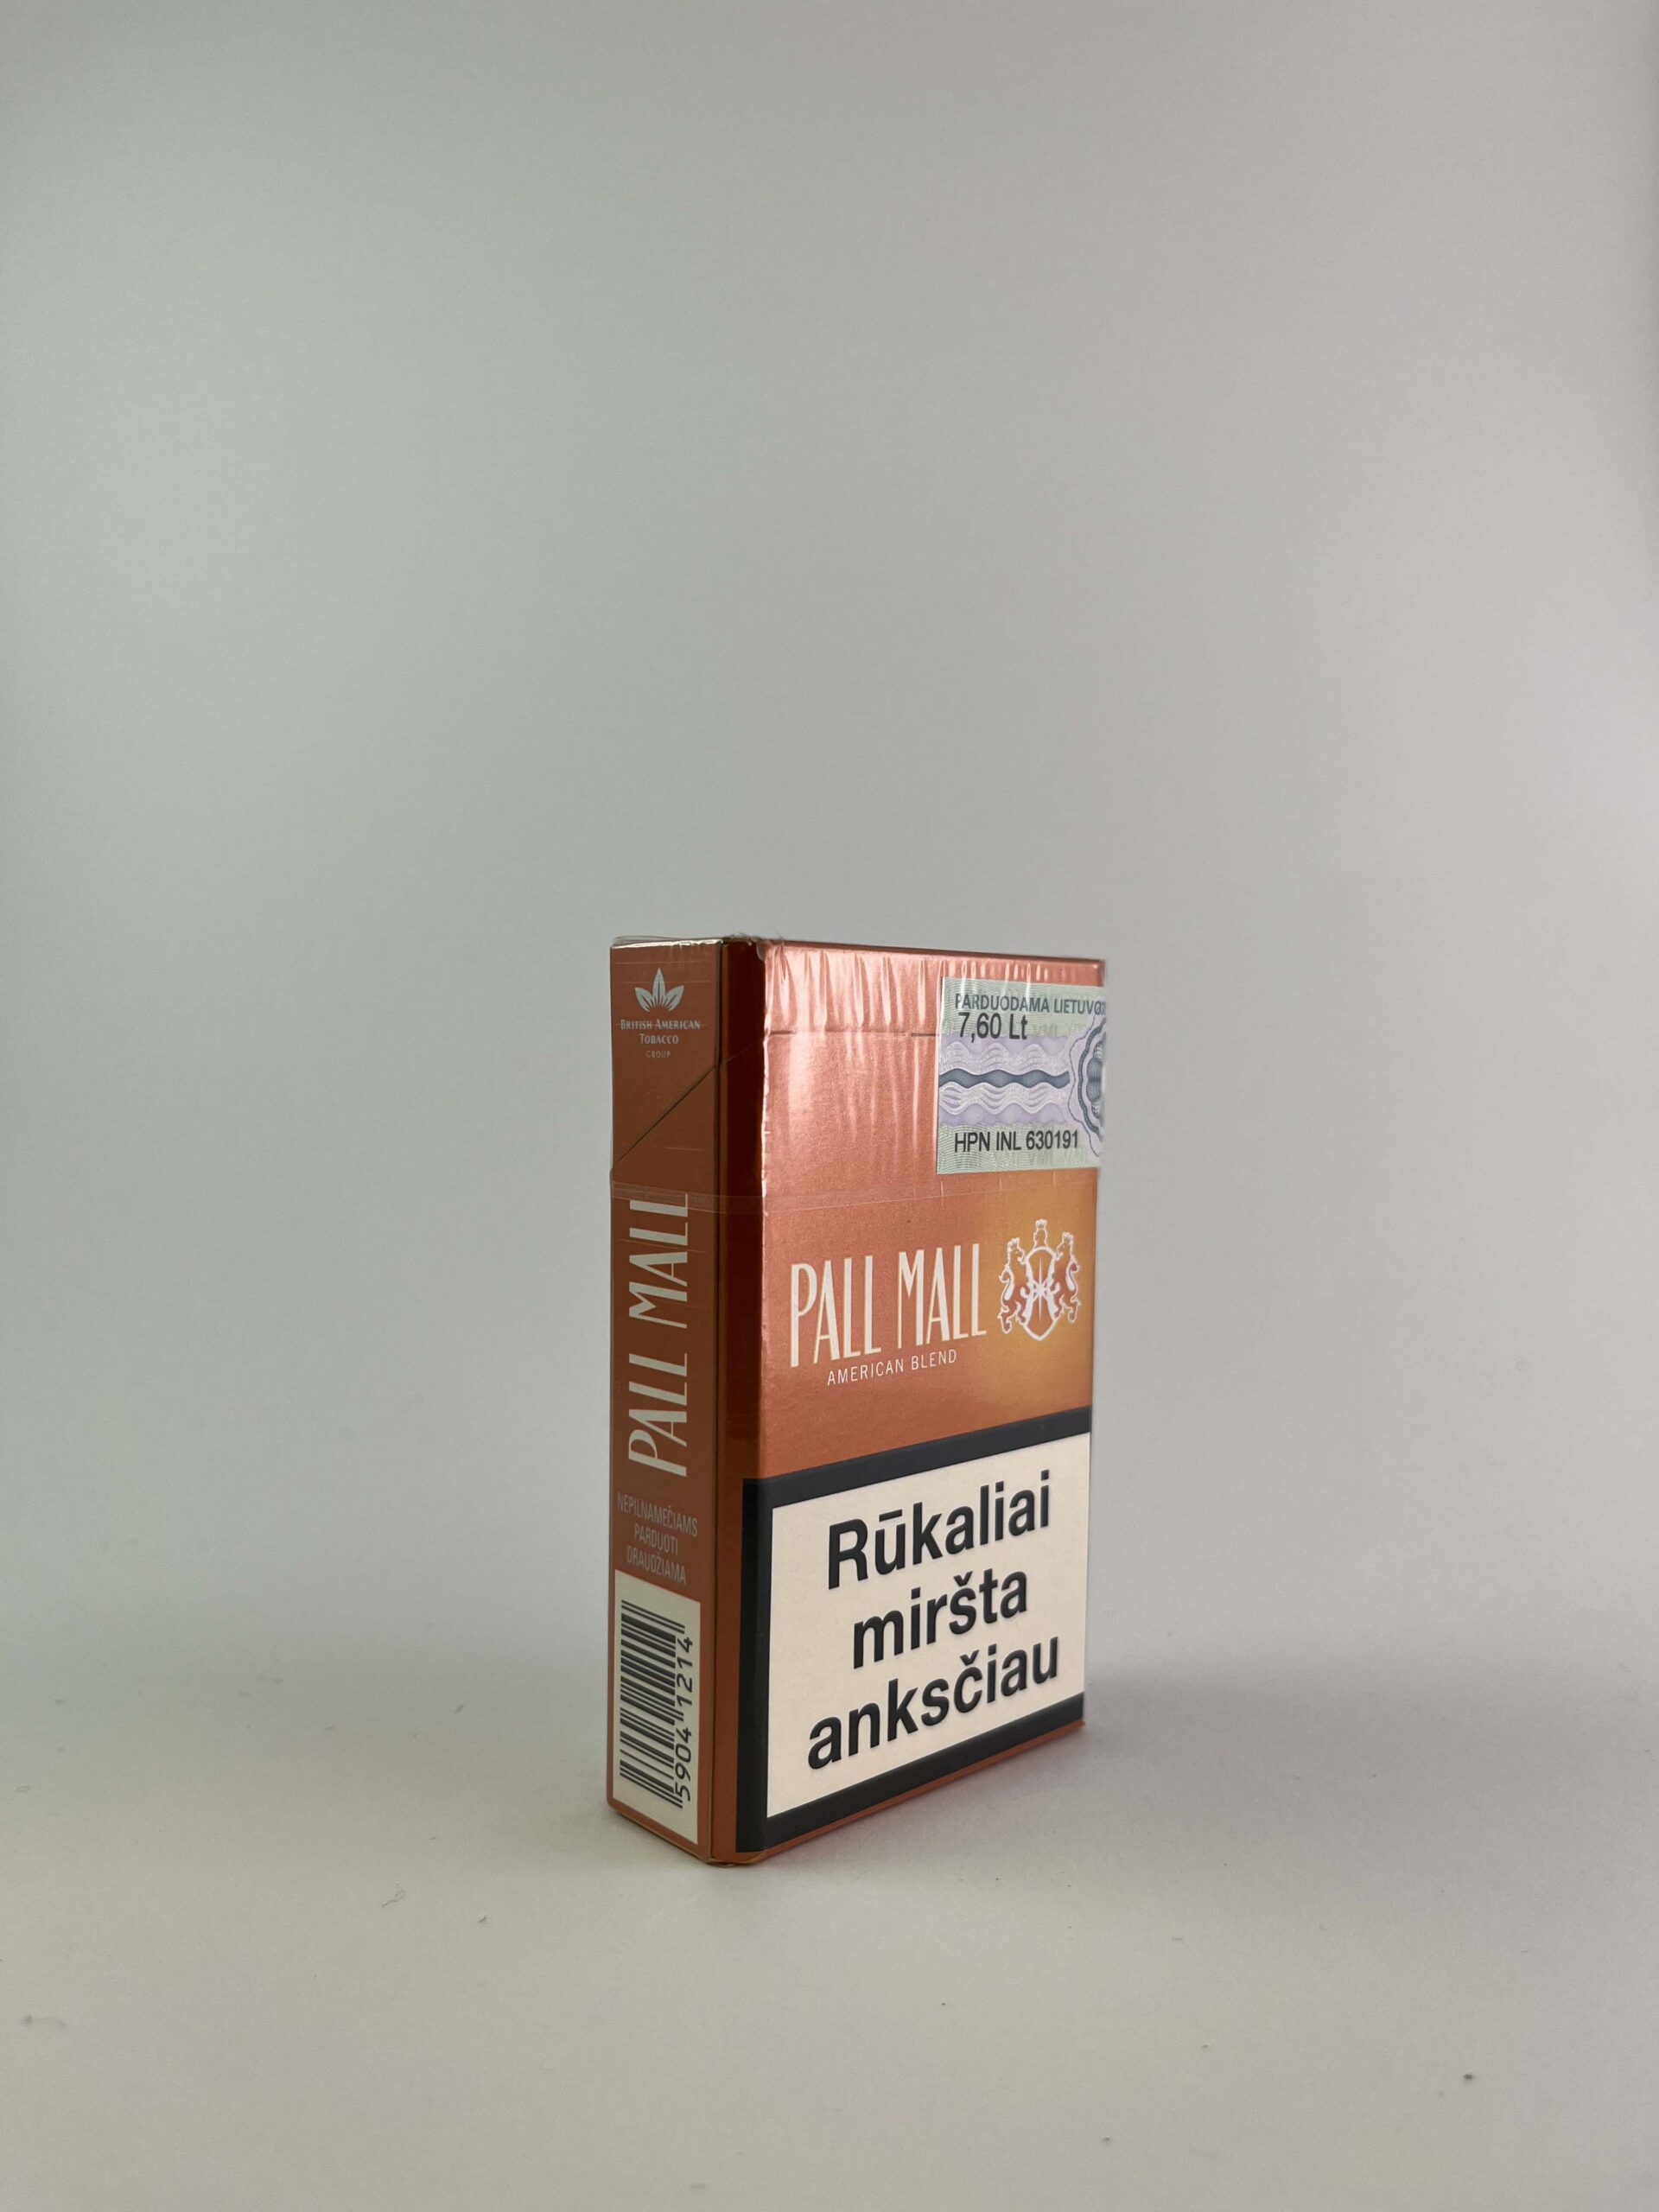 BRITISH AMERICAN
TOBACCO
GROUP
PALL MALL
NEPILNAMEČIAMS
PARDUOTI
DRAUDŽIAMA
5904 1214
PARDUODAMA
7,60 Lt
HPN INL 630191
PALL MALL
AMERICAN BLEND
Rūkaliai
miršta
anksčiau